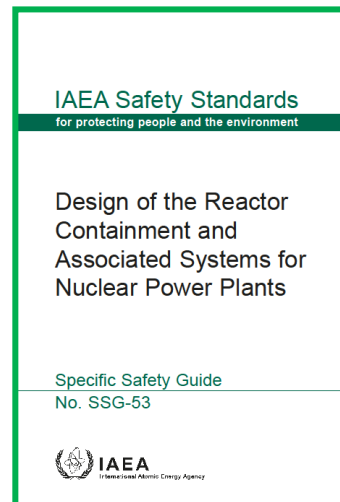 IAEA Safety Standards
for protecting people and the environment
Design of the Reactor
Containment and
Associated Systems for
Nuclear Power Plants
Specific Safety Guide
No. SSG-53
IAEA
International Atomic Energy Agency